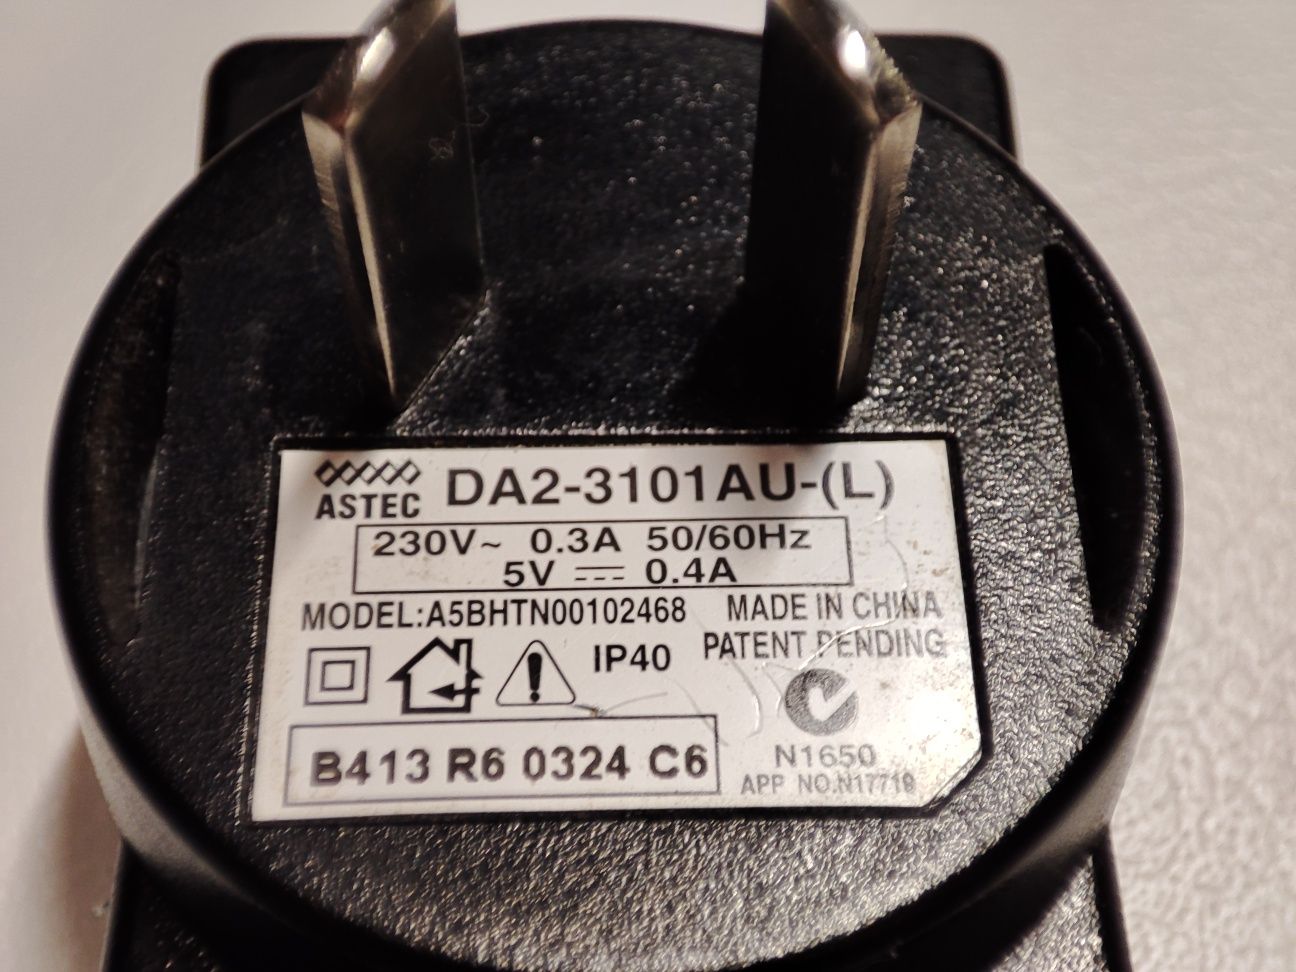 ASTEC DA2-3101AU-(L)
230V~ 0.3A 50/60Hz
5V ⎓ 0.4A
MODEL:A5BHTN00102468 MADE IN CHINA
PATENT PENDING
IP40
N1650
APP NO.N17719
B413 R6 0324 C6